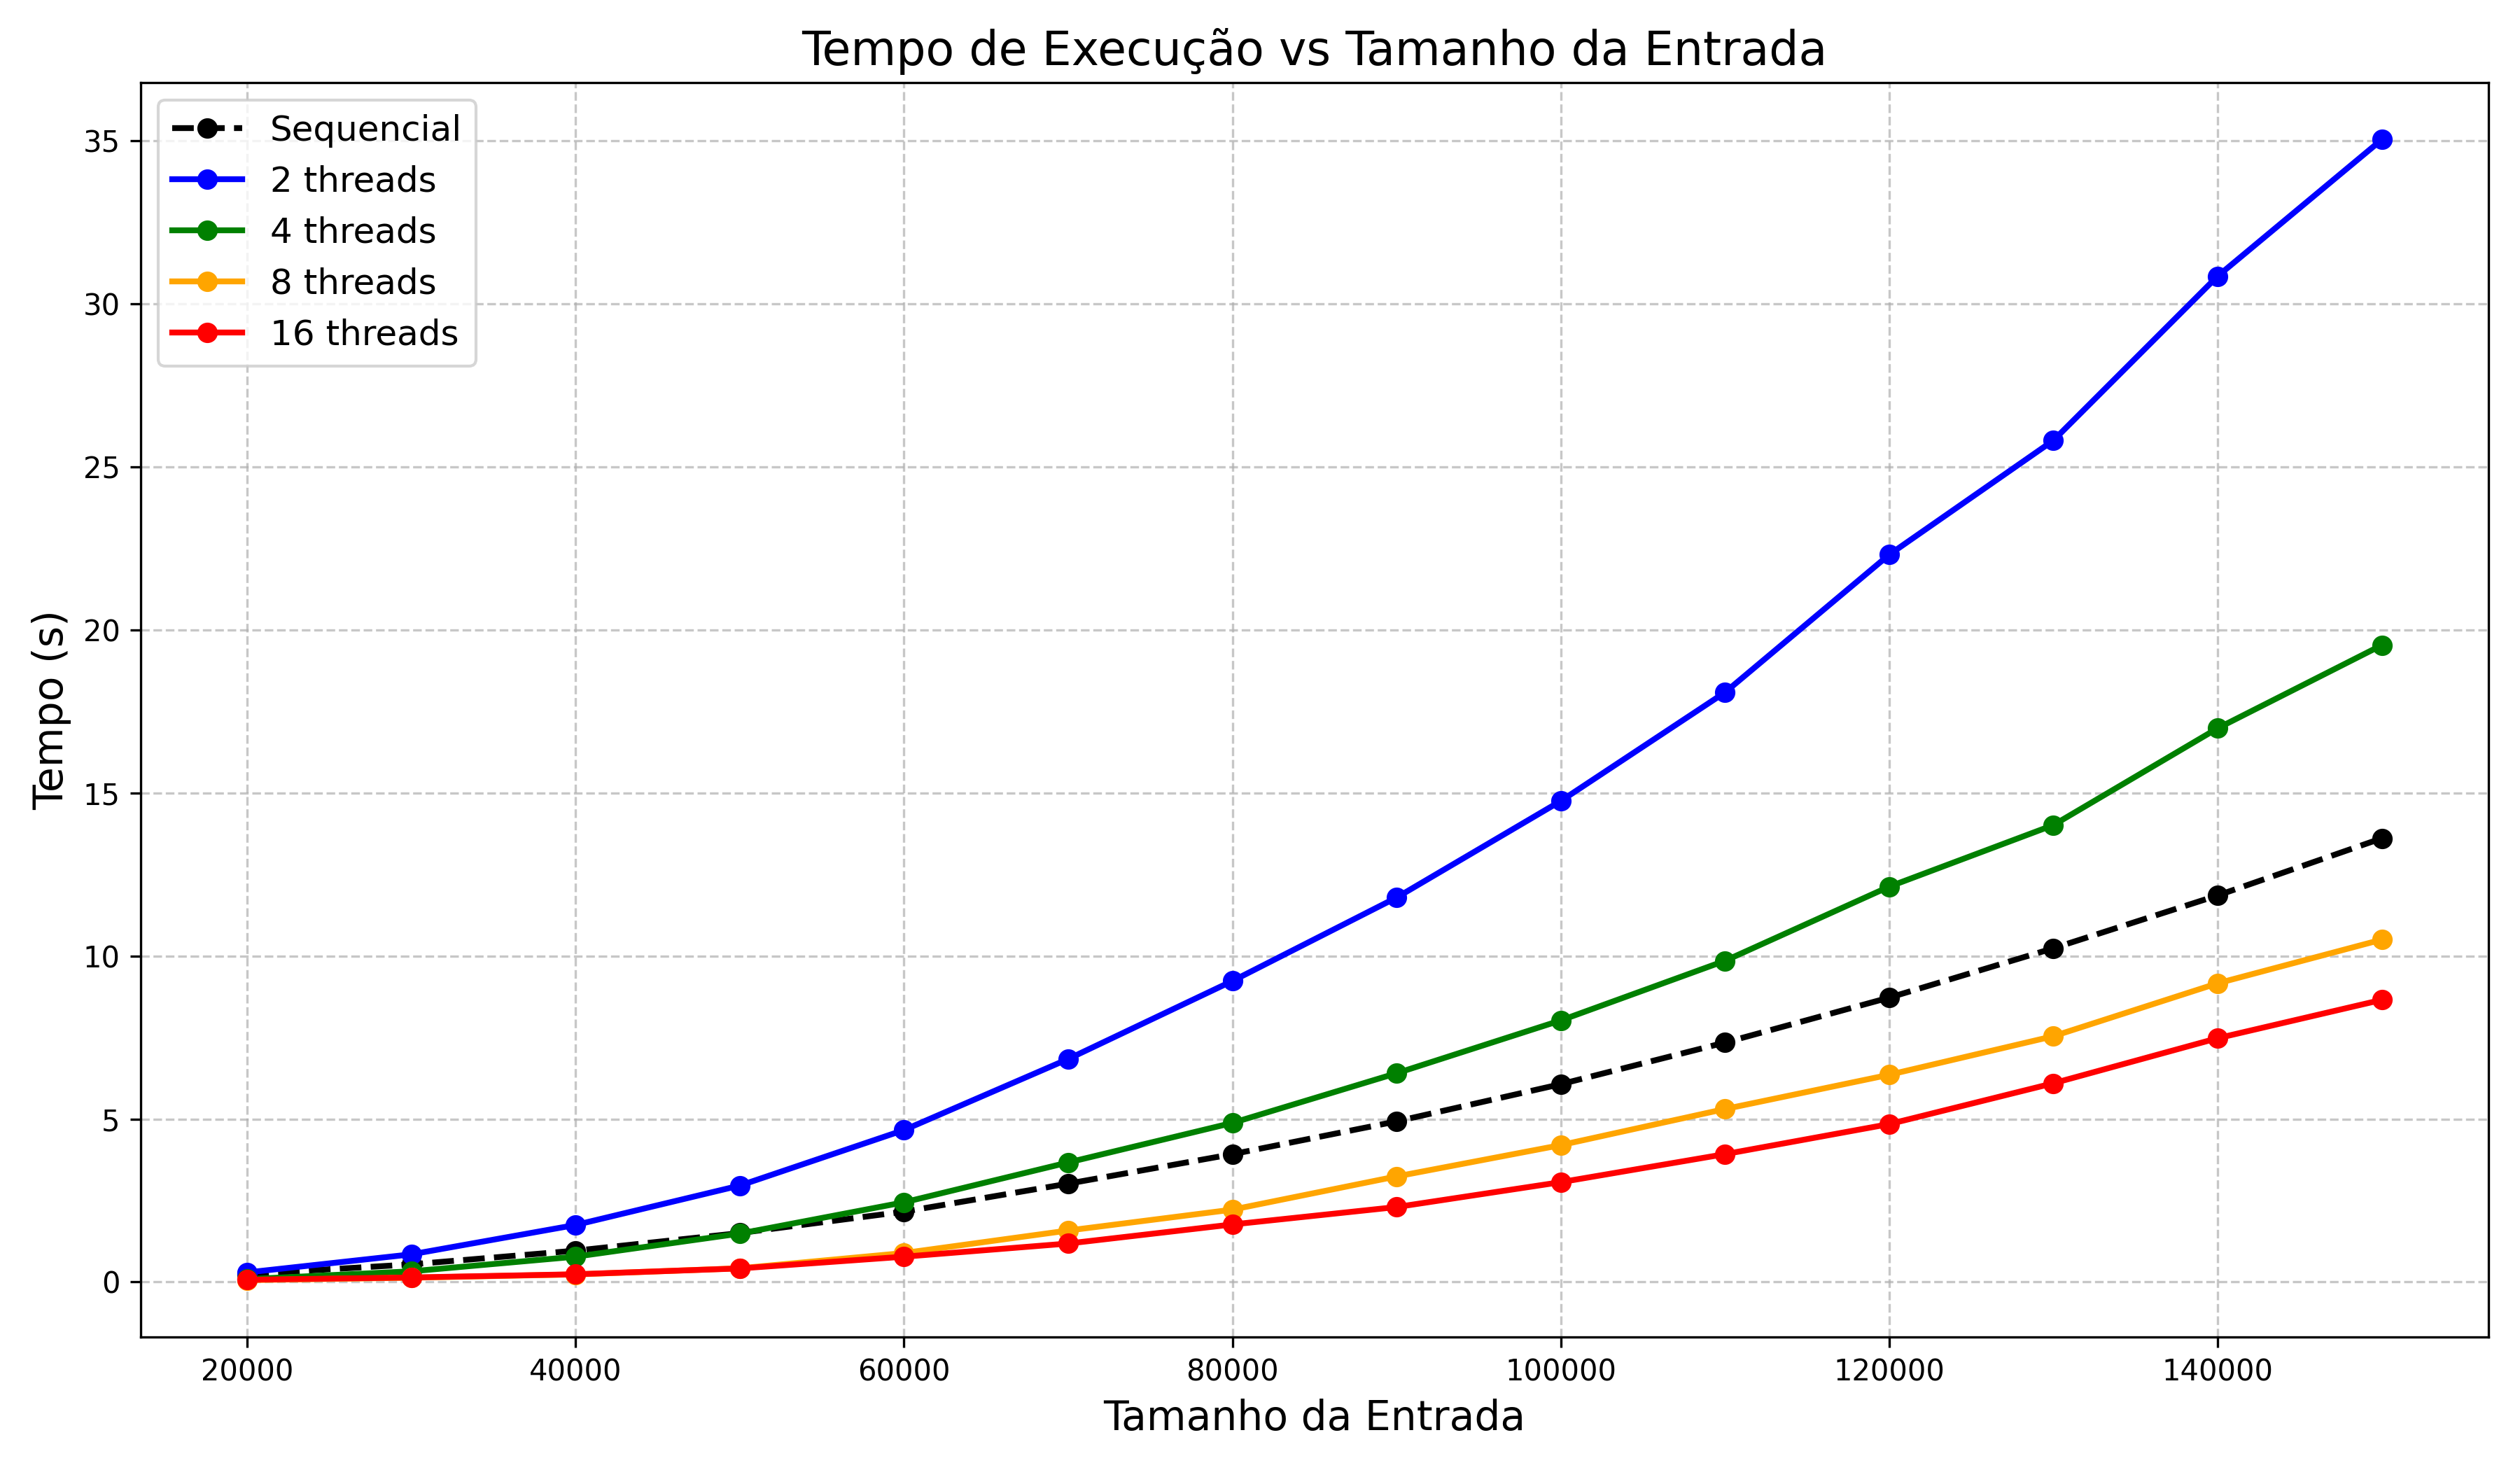 Tempo de Execução vs Tamanho da Entrada
Sequencial
2 threads
4 threads
8 threads
16 threads
35
30
25
20
15
10
5
0
Tempo (s)
20000 40000 60000 80000 100000 120000 140000
Tamanho da Entrada